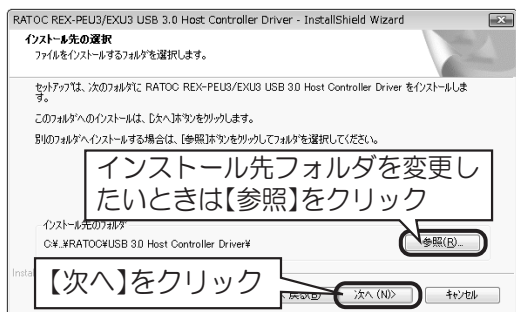 RATOC REX-PEU3/EXU3 USB 3.0 Host Controller Driver - InstallShield Wizard
インストール先の選択
ファイルをインストールするフォルダを選択します。
セットアップは、次のフォルダに RATOC REX-PEU3/EXU3 USB 3.0 Host Controller Driver をインストールしま
す。
このフォルダへのインストールは、[次へ]ボタンをクリックします。
別のフォルダへインストールする場合は、[参照]ボタンをクリックしてフォルダを選択してください。
インストール先フォルダを変更し
たいときは【参照】をクリック
インストール先のフォルダ
C:¥...¥RATOC¥USB 3.0 Host Controller Driver¥
参照(R)...
Instal
【次へ】をクリック
次へ(N)>
キャンセル